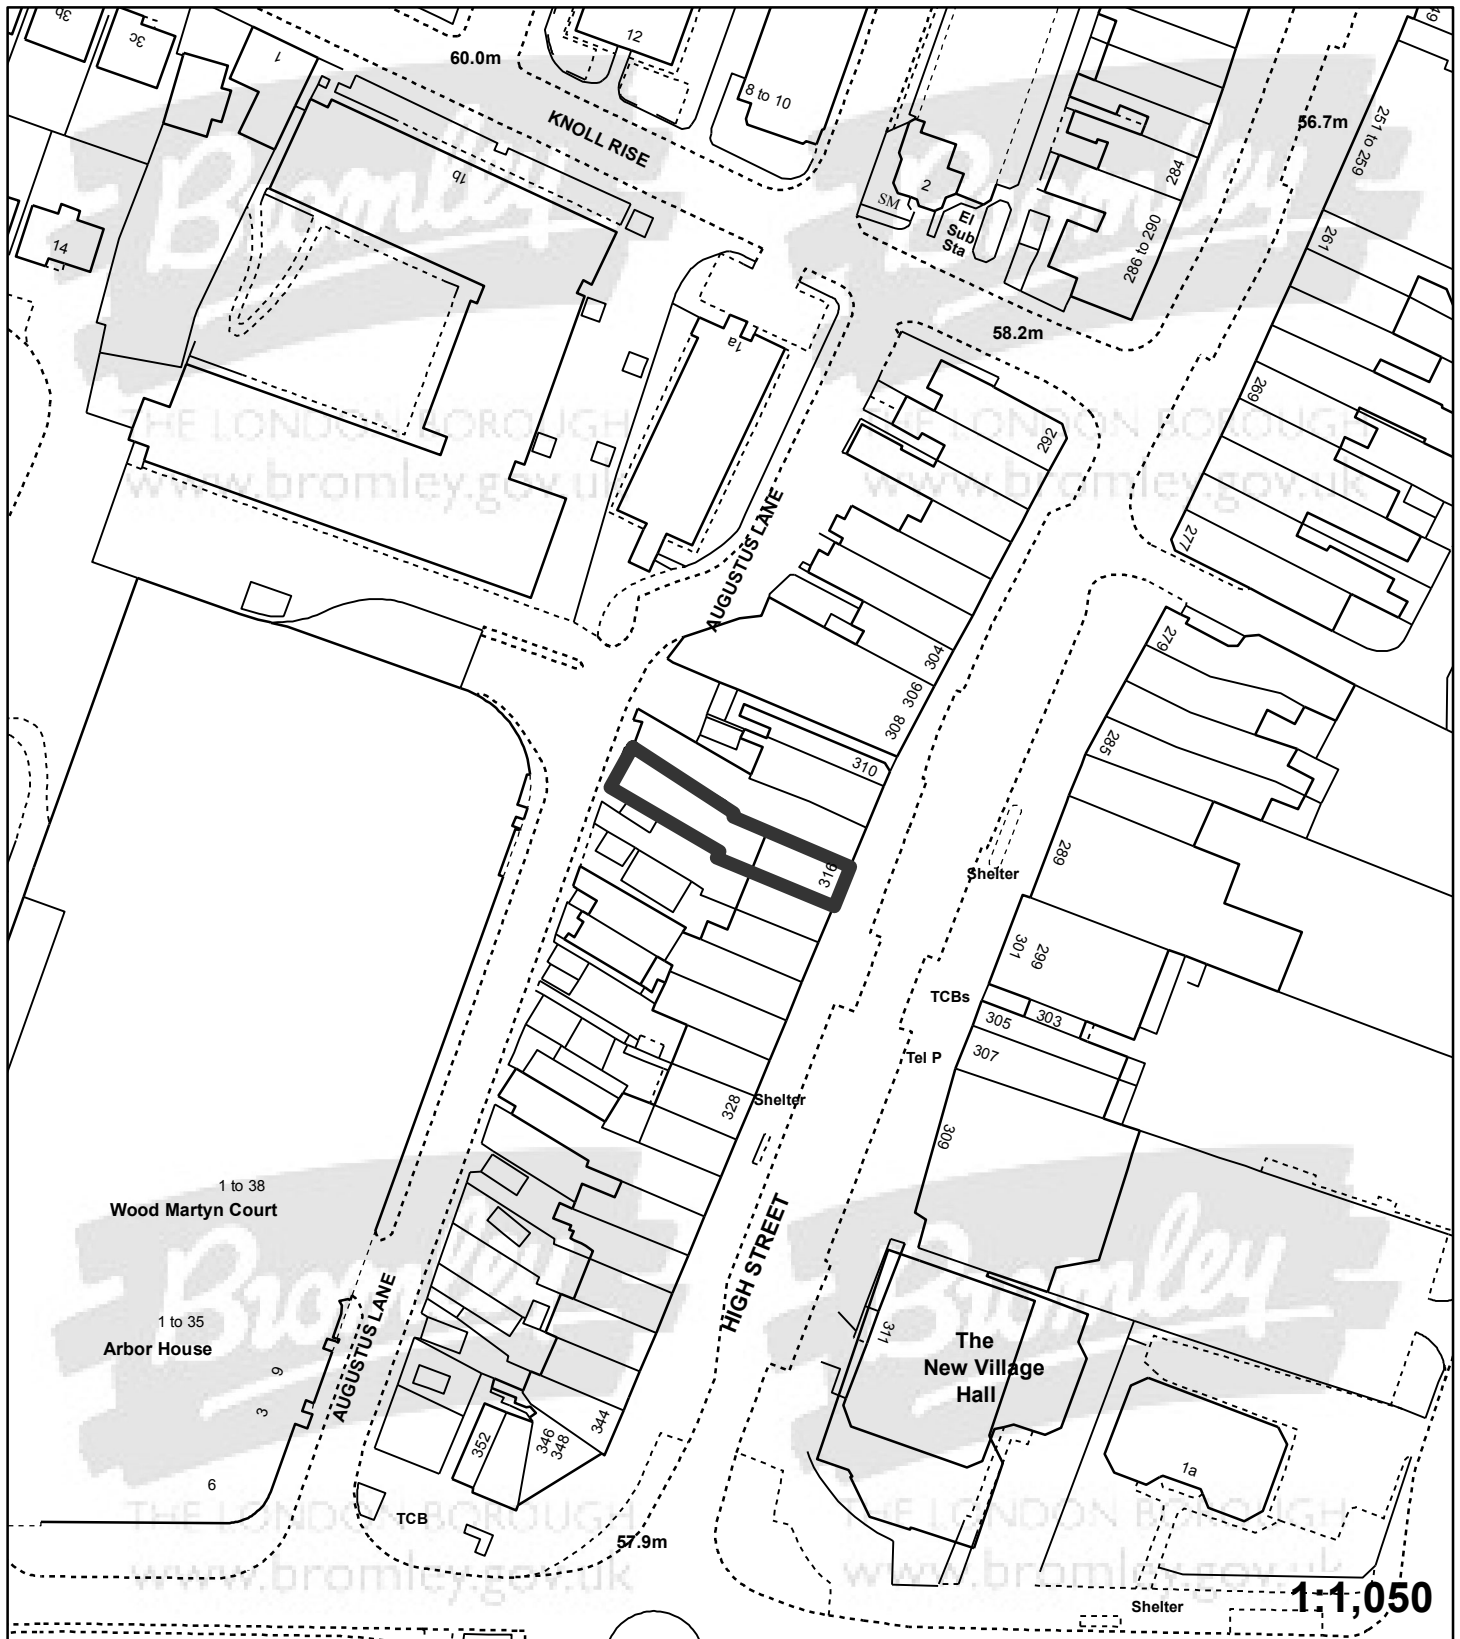 3b
3c
1
49
12
60.0m
8 to 10
KNOLL RISE
56.7m
251 to 259
1b
2
SM
284
El
Sub
Sta
14
286 to 290
261
1a
58.2m
269
292
277
AUGUSTUS LANE
279
304
306
308
285
310
316
289
Shelter
301
299
TCBs
305
303
307
Tel P
328
Shelter
309
1 to 38
Wood Martyn Court
HIGH STREET
1 to 35
Arbor House
AUGUSTUS LANE
311
The
New Village
Hall
9
3
344
346
348
352
6
1a
TCB
57.9m
Shelter
1:1,050
Bromley
THE LONDON BOROUGH
www.bromley.gov.uk
Bromley
THE LONDON BOROUGH
www.bromley.gov.uk
Bromley
THE LONDON BOROUGH
www.bromley.gov.uk
Bromley
THE LONDON BOROUGH
www.bromley.gov.uk